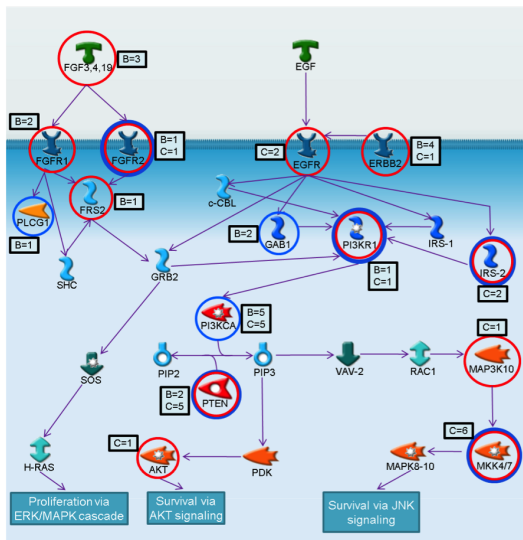 FGF3,4,19
B=3
EGF
B=2
FGFR1
B=1
C=1
FGFR2
C=2
EGFR
B=4
C=1
ERBB2
PLCG1
B=1
FRS2
B=1
c-CBL
B=2
GAB1
PI3KR1
IRS-1
SHC
GRB2
B=1
C=1
IRS-2
C=2
PI3KCA
B=5
C=5
C=1
SOS
PIP2
PIP3
VAV-2
RAC1
MAP3K10
B=2
C=5
PTEN
C=6
H-RAS
C=1
AKT
PDK
MAPK8-10
MKK4/7
Proliferation via
ERK/MAPK cascade
Survival via
AKT signaling
Survival via JNK
signaling